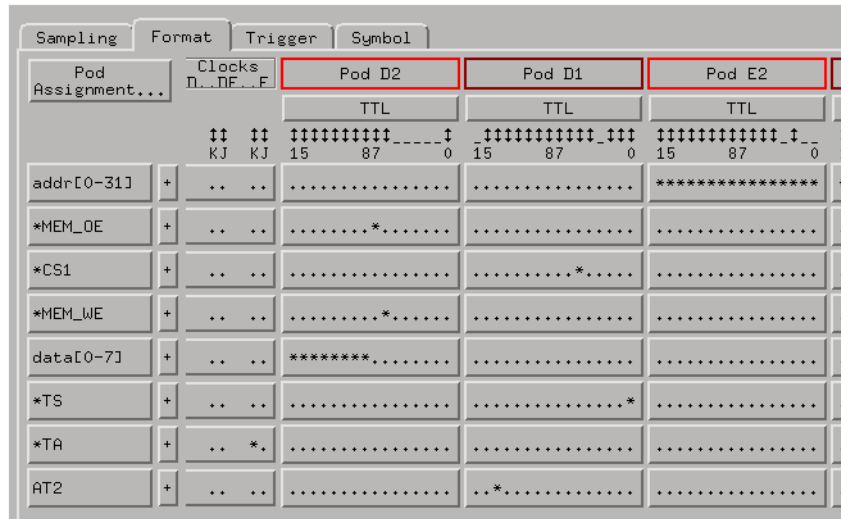 Sampling Format Trigger Symbol
Pod Assignment... Clocks Pod D2 Pod D1 Pod E2
TTL TTL TTL
↕↕ ↕↕ ↕↕↕↕↕↕↕↕↕↕_____↕ _↕↕↕↕↕↕↕↕↕↕↕_↕↕↕ ↕↕↕↕↕↕↕↕↕↕↕↕_↕__
KJ KJ 15 87 0 15 87 0 15 87 0
addr[0-31] + .. .. ................ ................ ****************
*MEM_OE + .. .. ........*....... ................ ................
*CS1 + .. .. ................ ..........*..... ................
*MEM_WE + .. .. .........*...... ................ ................
data[0-7] + .. .. ********........ ................ ................
*TS + .. .. ................ ...............* ................
*TA + .. *. ................ ................ ................
AT2 + .. .. ................ ..*............. ................